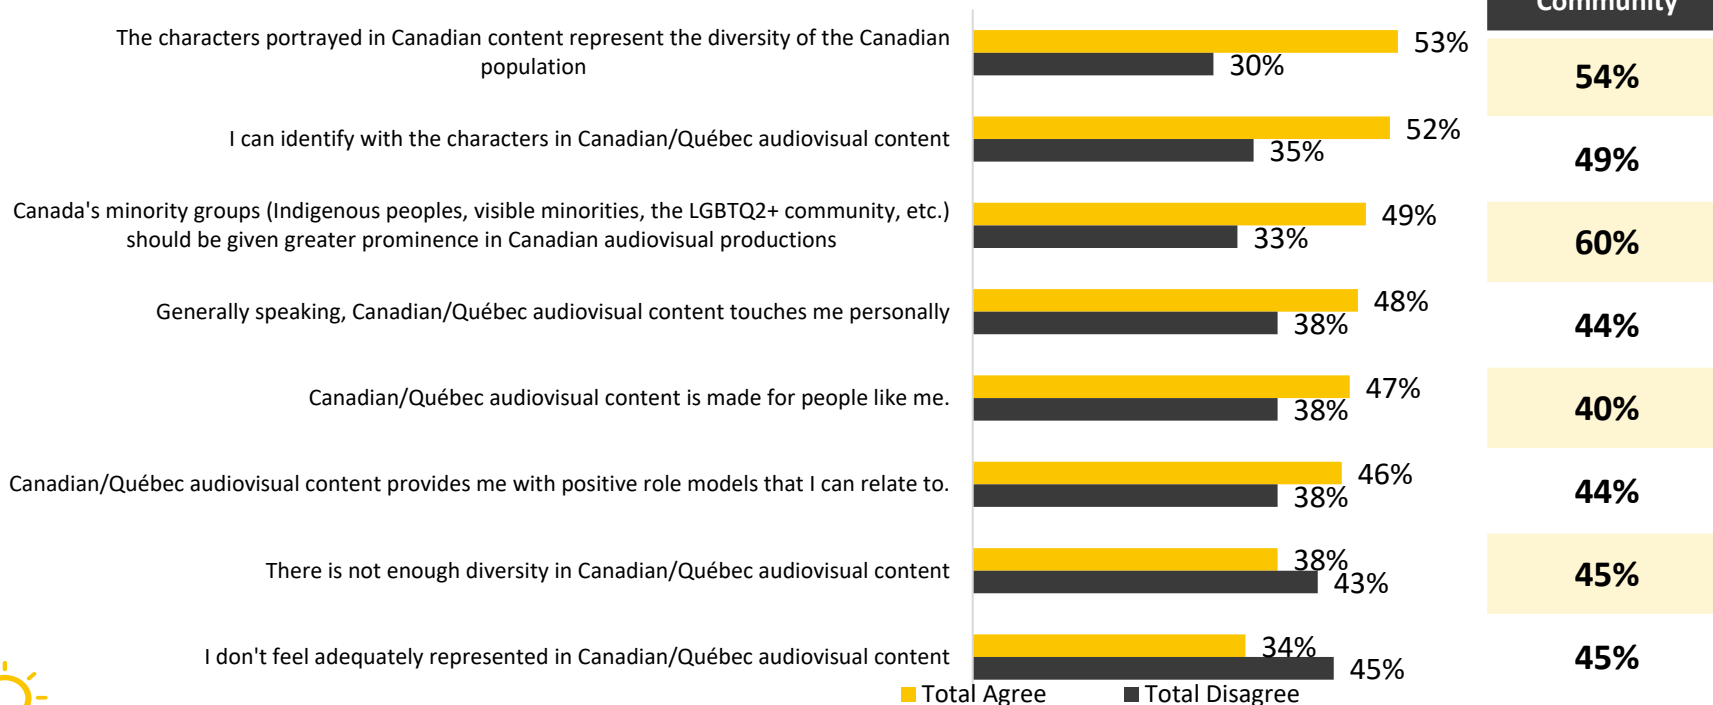 Community
The characters portrayed in Canadian content represent the diversity of the Canadian
population
53%
30%
54%
I can identify with the characters in Canadian/Québec audiovisual content
52%
35%
49%
Canada's minority groups (Indigenous peoples, visible minorities, the LGBTQ2+ community, etc.)
should be given greater prominence in Canadian audiovisual productions
49%
33%
60%
Generally speaking, Canadian/Québec audiovisual content touches me personally
48%
38%
44%
Canadian/Québec audiovisual content is made for people like me.
47%
38%
40%
Canadian/Québec audiovisual content provides me with positive role models that I can relate to.
46%
38%
44%
There is not enough diversity in Canadian/Québec audiovisual content
38%
43%
45%
I don't feel adequately represented in Canadian/Québec audiovisual content
34%
45%
45%
Total Agree
Total Disagree